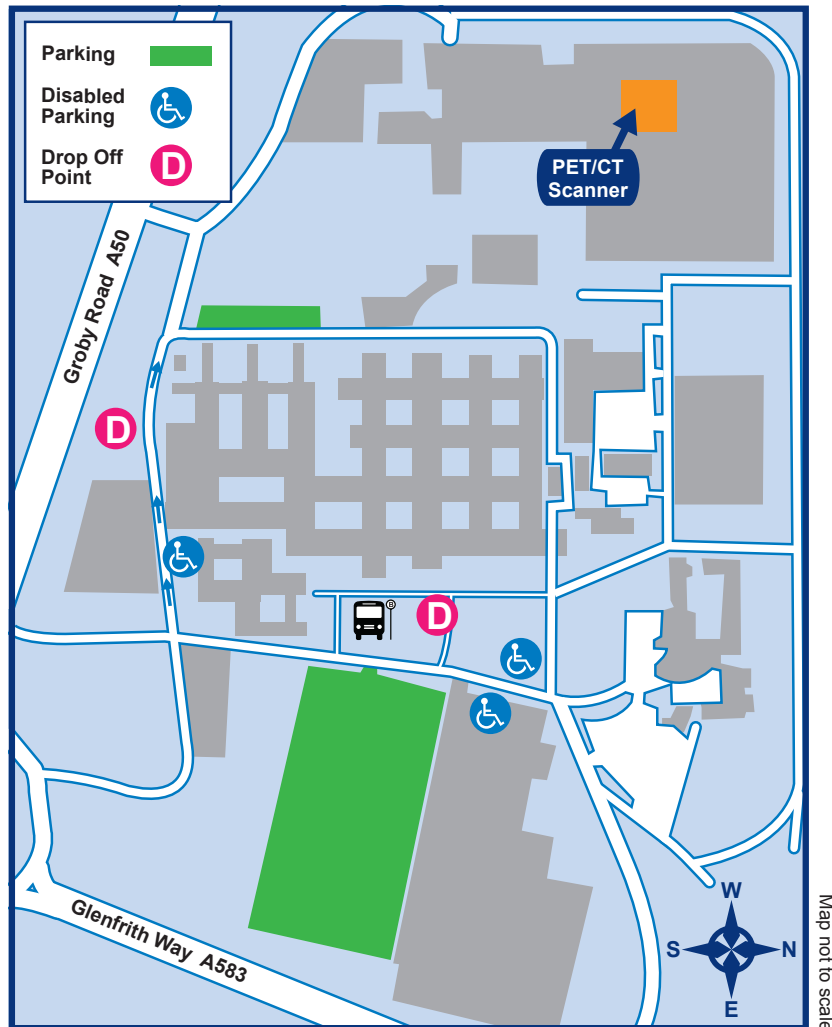 Parking
Disabled
Parking
Drop Off
Point
D
PET/CT
Scanner
Groby Road A50
D
B
D
Glenfrith Way A583
W
S
N
E
Map not to scale